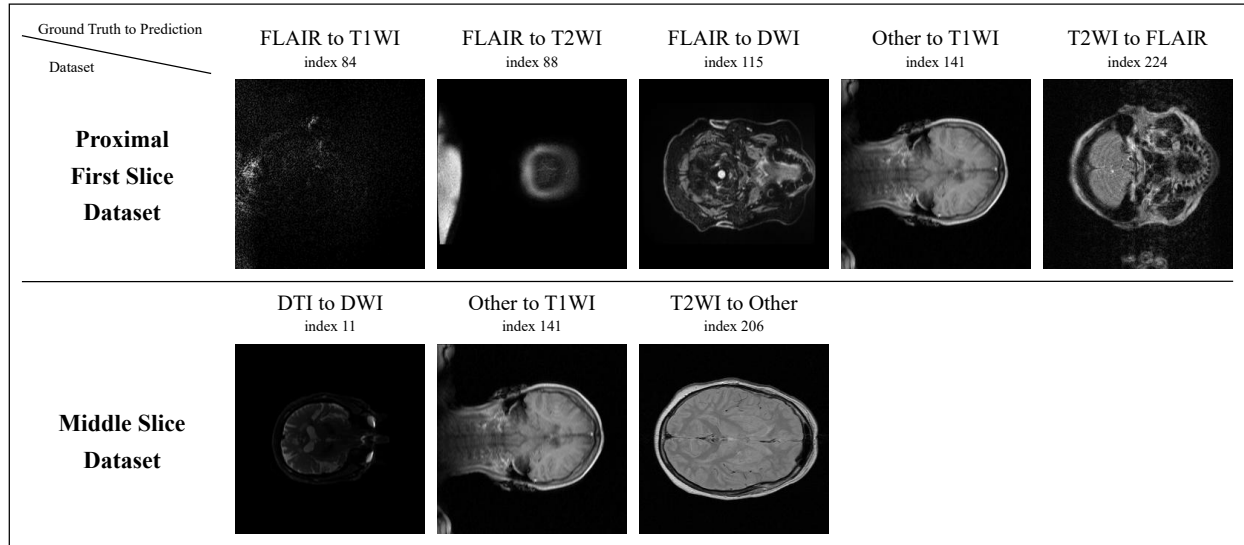 Ground Truth to Prediction
Dataset
FLAIR to T1WI
index 84
FLAIR to T2WI
index 88
FLAIR to DWI
index 115
Other to T1WI
index 141
T2WI to FLAIR
index 224
Proximal
First Slice
Dataset
DTI to DWI
index 11
Other to T1WI
index 141
T2WI to Other
index 206
Middle Slice
Dataset